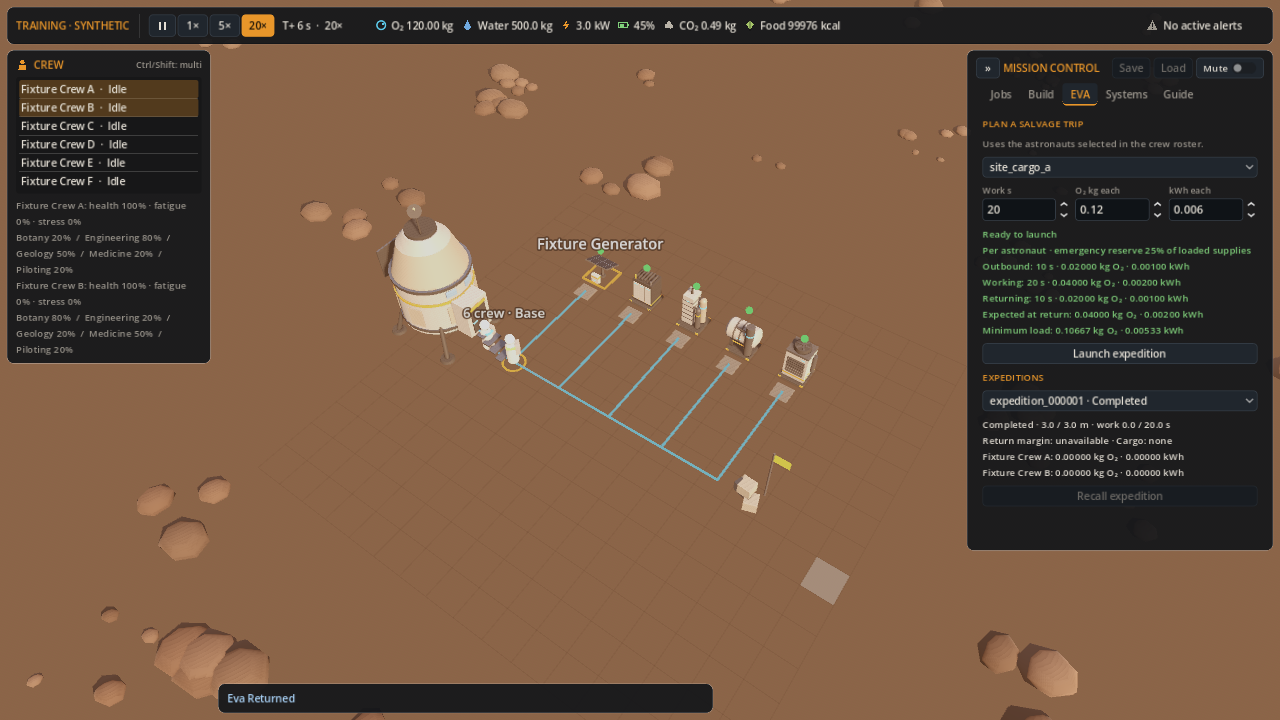 TRAINING · SYNTHETIC
1×
5×
20×
T+ 6 s · 20×
O₂ 120.00 kg
Water 500.0 kg
3.0 kW
45%
CO₂ 0.49 kg
Food 99976 kcal
No active alerts
CREW
Ctrl/Shift: multi
Fixture Crew A · Idle
Fixture Crew B · Idle
Fixture Crew C · Idle
Fixture Crew D · Idle
Fixture Crew E · Idle
Fixture Crew F · Idle
Fixture Crew A: health 100% · fatigue
0% · stress 0%
Botany 20% / Engineering 80% /
Geology 50% / Medicine 20% /
Piloting 20%
Fixture Crew B: health 100% · fatigue
0% · stress 0%
Botany 80% / Engineering 20% /
Geology 20% / Medicine 50% /
Piloting 20%
Fixture Generator
6 crew · Base
» MISSION CONTROL
Save
Load
Mute
Jobs
Build
EVA
Systems
Guide
PLAN A SALVAGE TRIP
Uses the astronauts selected in the crew roster.
site_cargo_a
Work s
O₂ kg each
kWh each
20
0.12
0.006
Ready to launch
Per astronaut · emergency reserve 25% of loaded supplies
Outbound: 10 s · 0.02000 kg O₂ · 0.00100 kWh
Working: 20 s · 0.04000 kg O₂ · 0.00200 kWh
Returning: 10 s · 0.02000 kg O₂ · 0.00100 kWh
Expected at return: 0.04000 kg O₂ · 0.00200 kWh
Minimum load: 0.10667 kg O₂ · 0.00533 kWh
Launch expedition
EXPEDITIONS
expedition_000001 · Completed
Completed · 3.0 / 3.0 m · work 0.0 / 20.0 s
Return margin: unavailable · Cargo: none
Fixture Crew A: 0.00000 kg O₂ · 0.00000 kWh
Fixture Crew B: 0.00000 kg O₂ · 0.00000 kWh
Recall expedition
Eva Returned